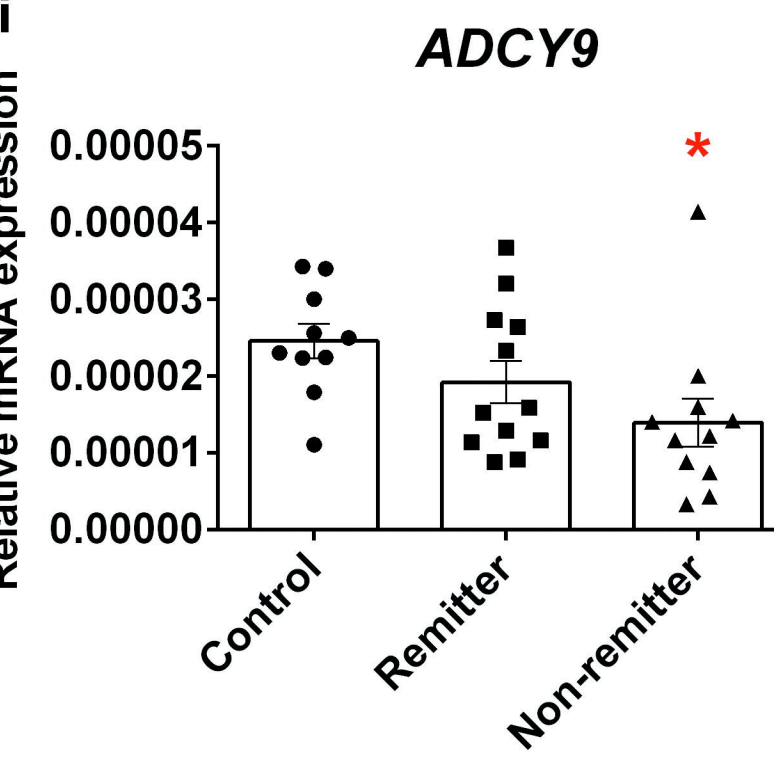 i
ADCY9
Relative mRNA expression
0.00005
*
0.00004
0.00003
0.00002
0.00001
0.00000
Control
Remitter
Non-remitter